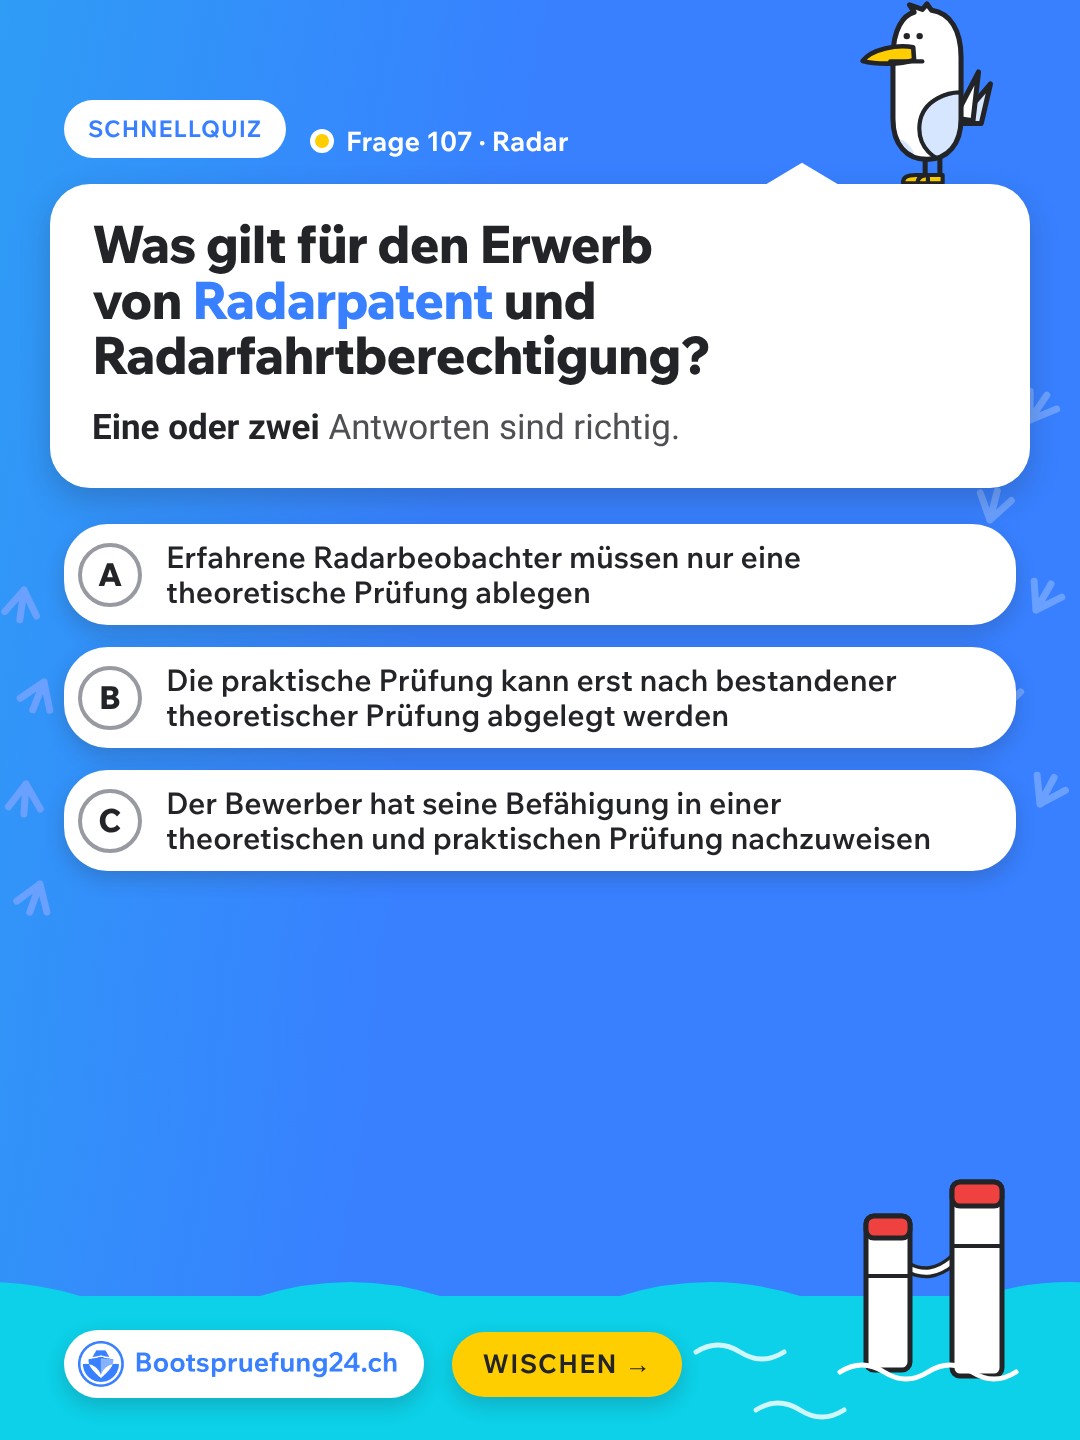 SCHNELLQUIZ
Frage 107 · Radar
Was gilt für den Erwerb
von Radarpatent und
Radarfahrtberechtigung?
Eine oder zwei Antworten sind richtig.
A
Erfahrene Radarbeobachter müssen nur eine
theoretische Prüfung ablegen
B
Die praktische Prüfung kann erst nach bestandener
theoretischer Prüfung abgelegt werden
C
Der Bewerber hat seine Befähigung in einer
theoretischen und praktischen Prüfung nachzuweisen
Bootspruefung24.ch
WISCHEN →